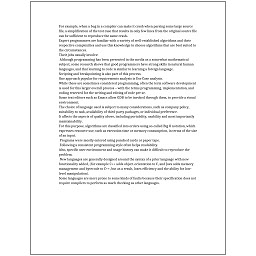 For example, when a bug in a compiler can make it crash when parsing some large source
file, a simplification of the test case that results in only few lines from the original source file
can be sufficient to reproduce the same crash.
Expert programmers are familiar with a variety of well-established algorithms and their
respective complexities and use this knowledge to choose algorithms that are best suited to
the circumstances.
Their jobs usually involve:
Although programming has been presented in the media as a somewhat mathematical
subject, some research shows that good programmers have strong skills in natural human
languages, and that learning to code is similar to learning a foreign language.
Scripting and breakpointing is also part of this process.
One approach popular for requirements analysis is Use Case analysis.
While these are sometimes considered programming, often the term software development
is used for this larger overall process – with the terms programming, implementation, and
coding reserved for the writing and editing of code per se.
Some text editors such as Emacs allow GDB to be invoked through them, to provide a visual
environment.
The choice of language used is subject to many considerations, such as company policy,
suitability to task, availability of third-party packages, or individual preference.
It affects the aspects of quality above, including portability, usability and most importantly
maintainability.
For this purpose, algorithms are classified into orders using so-called Big O notation, which
expresses resource use, such as execution time or memory consumption, in terms of the size
of an input.
Programs were mostly entered using punched cards or paper tape.
Following a consistent programming style often helps readability.
Also, specific user environment and usage history can make it difficult to reproduce the
problem.
New languages are generally designed around the syntax of a prior language with new
functionality added, (for example C++ adds object-orientation to C, and Java adds memory
management and bytecode to C++, but as a result, loses efficiency and the ability for low-
level manipulation).
Some languages are more prone to some kinds of faults because their specification does not
require compilers to perform as much checking as other languages.